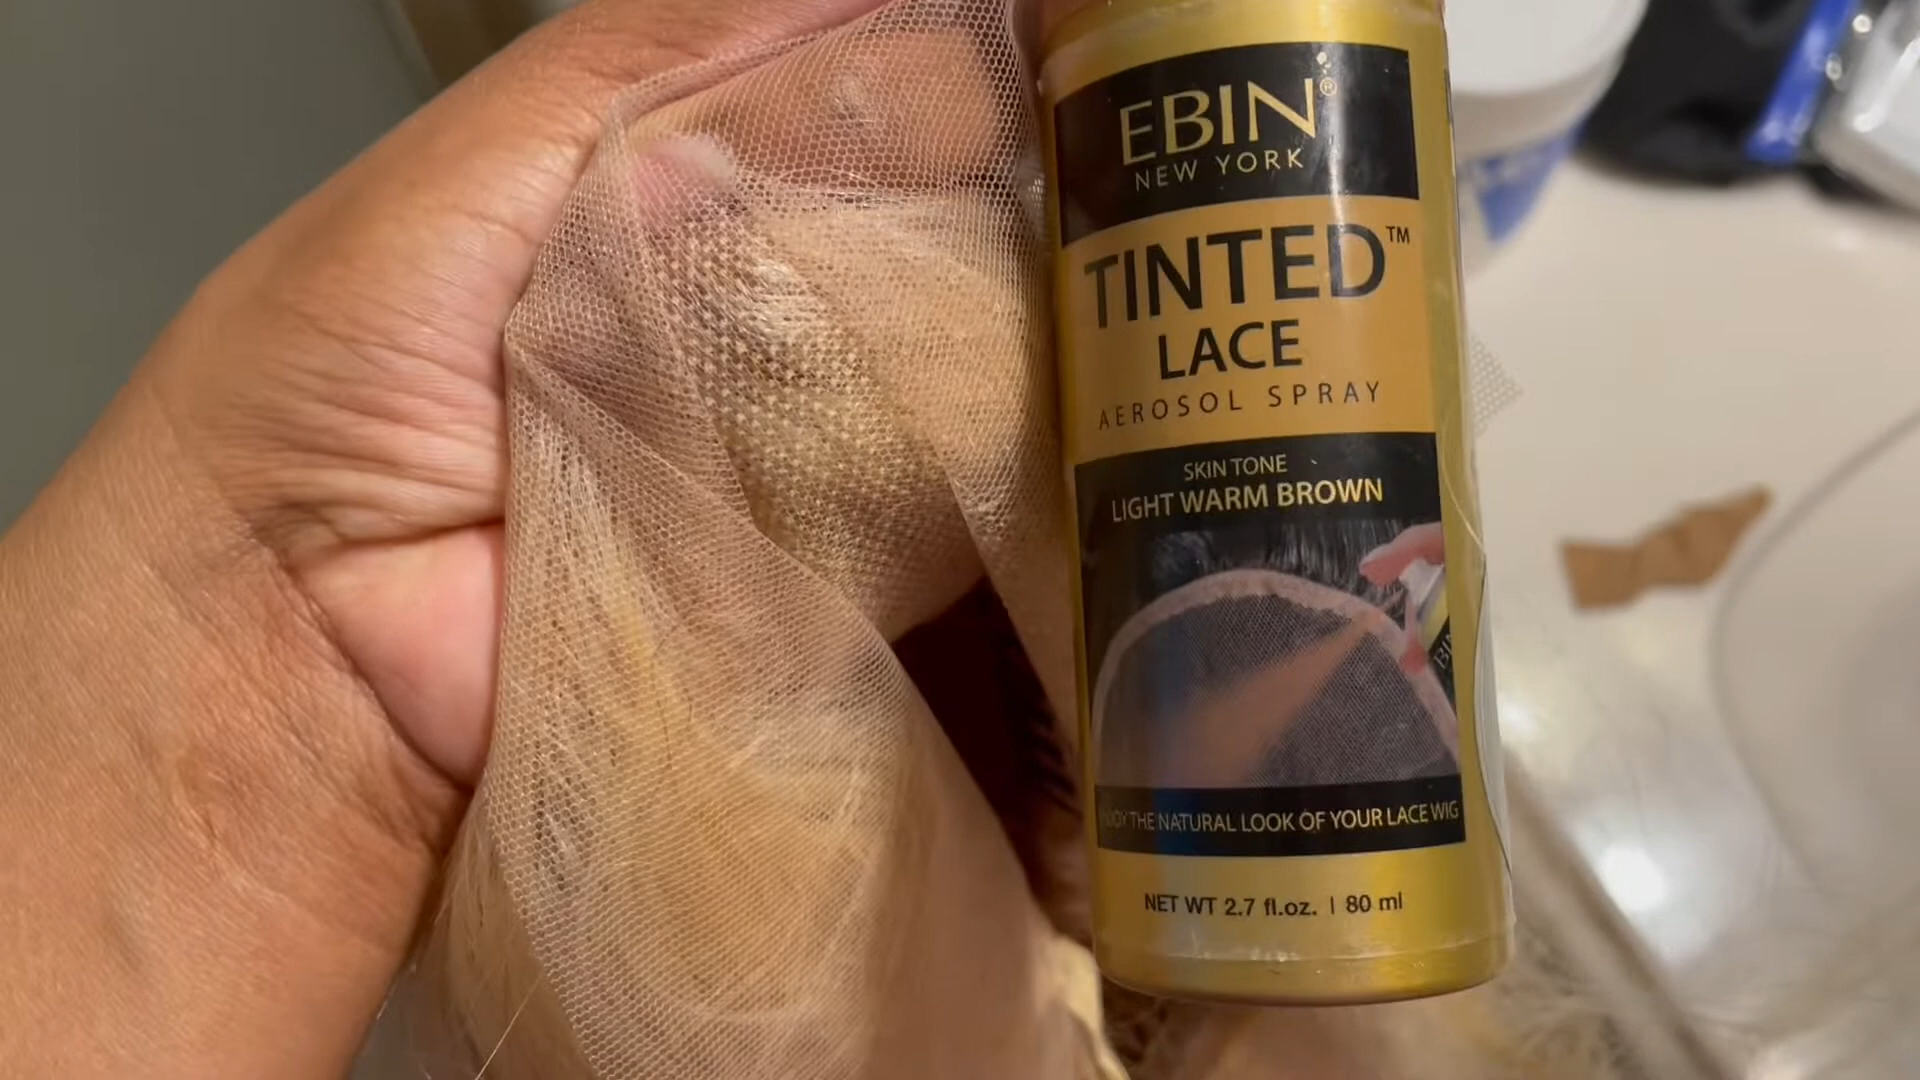 EBIN®
NEW YORK
TINTED™
LACE
AEROSOL SPRAY
SKIN TONE
LIGHT WARM BROWN
THE NATURAL LOOK OF YOUR LACE WIG
NET WT 2.7 fl.oz. | 80 ml